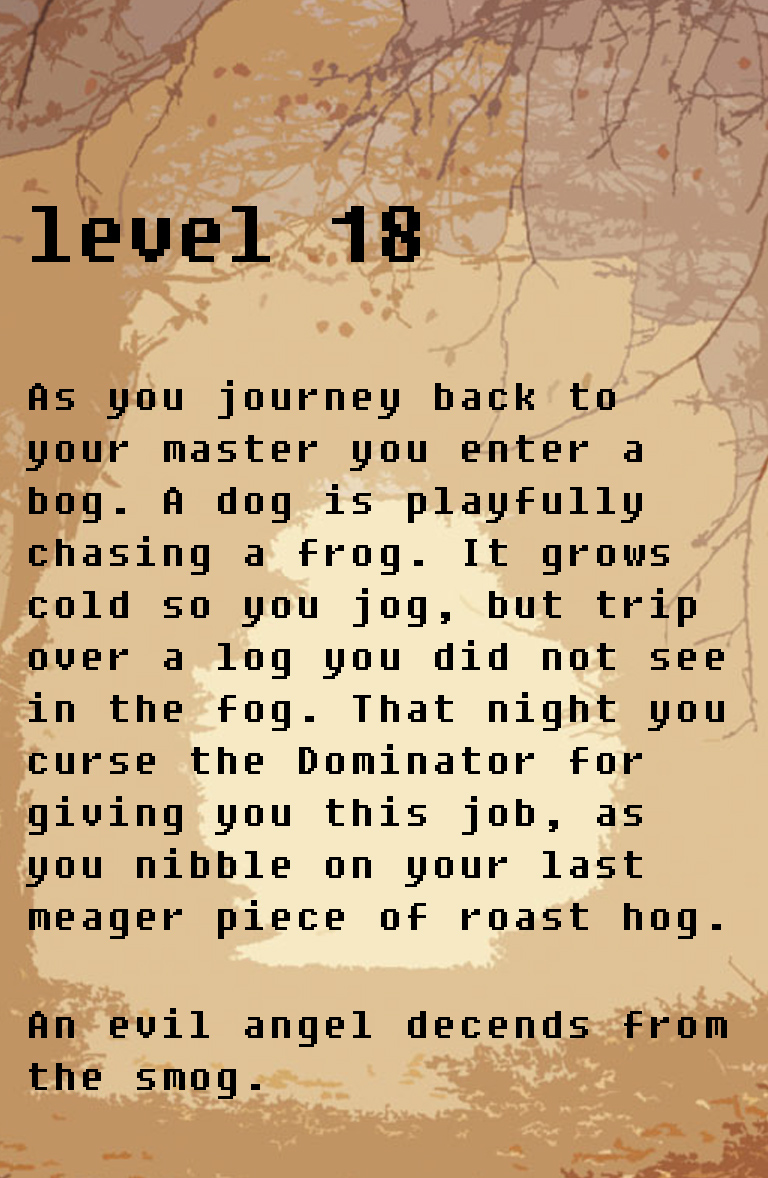 level 18
As you journey back to
your master you enter a
bog. A dog is playfully
chasing a frog. It grows
cold so you jog, but trip
over a log you did not see
in the fog. That night you
curse the Dominator for
giving you this job, as
you nibble on your last
meager piece of roast hog.
An evil angel decends from
the smog.